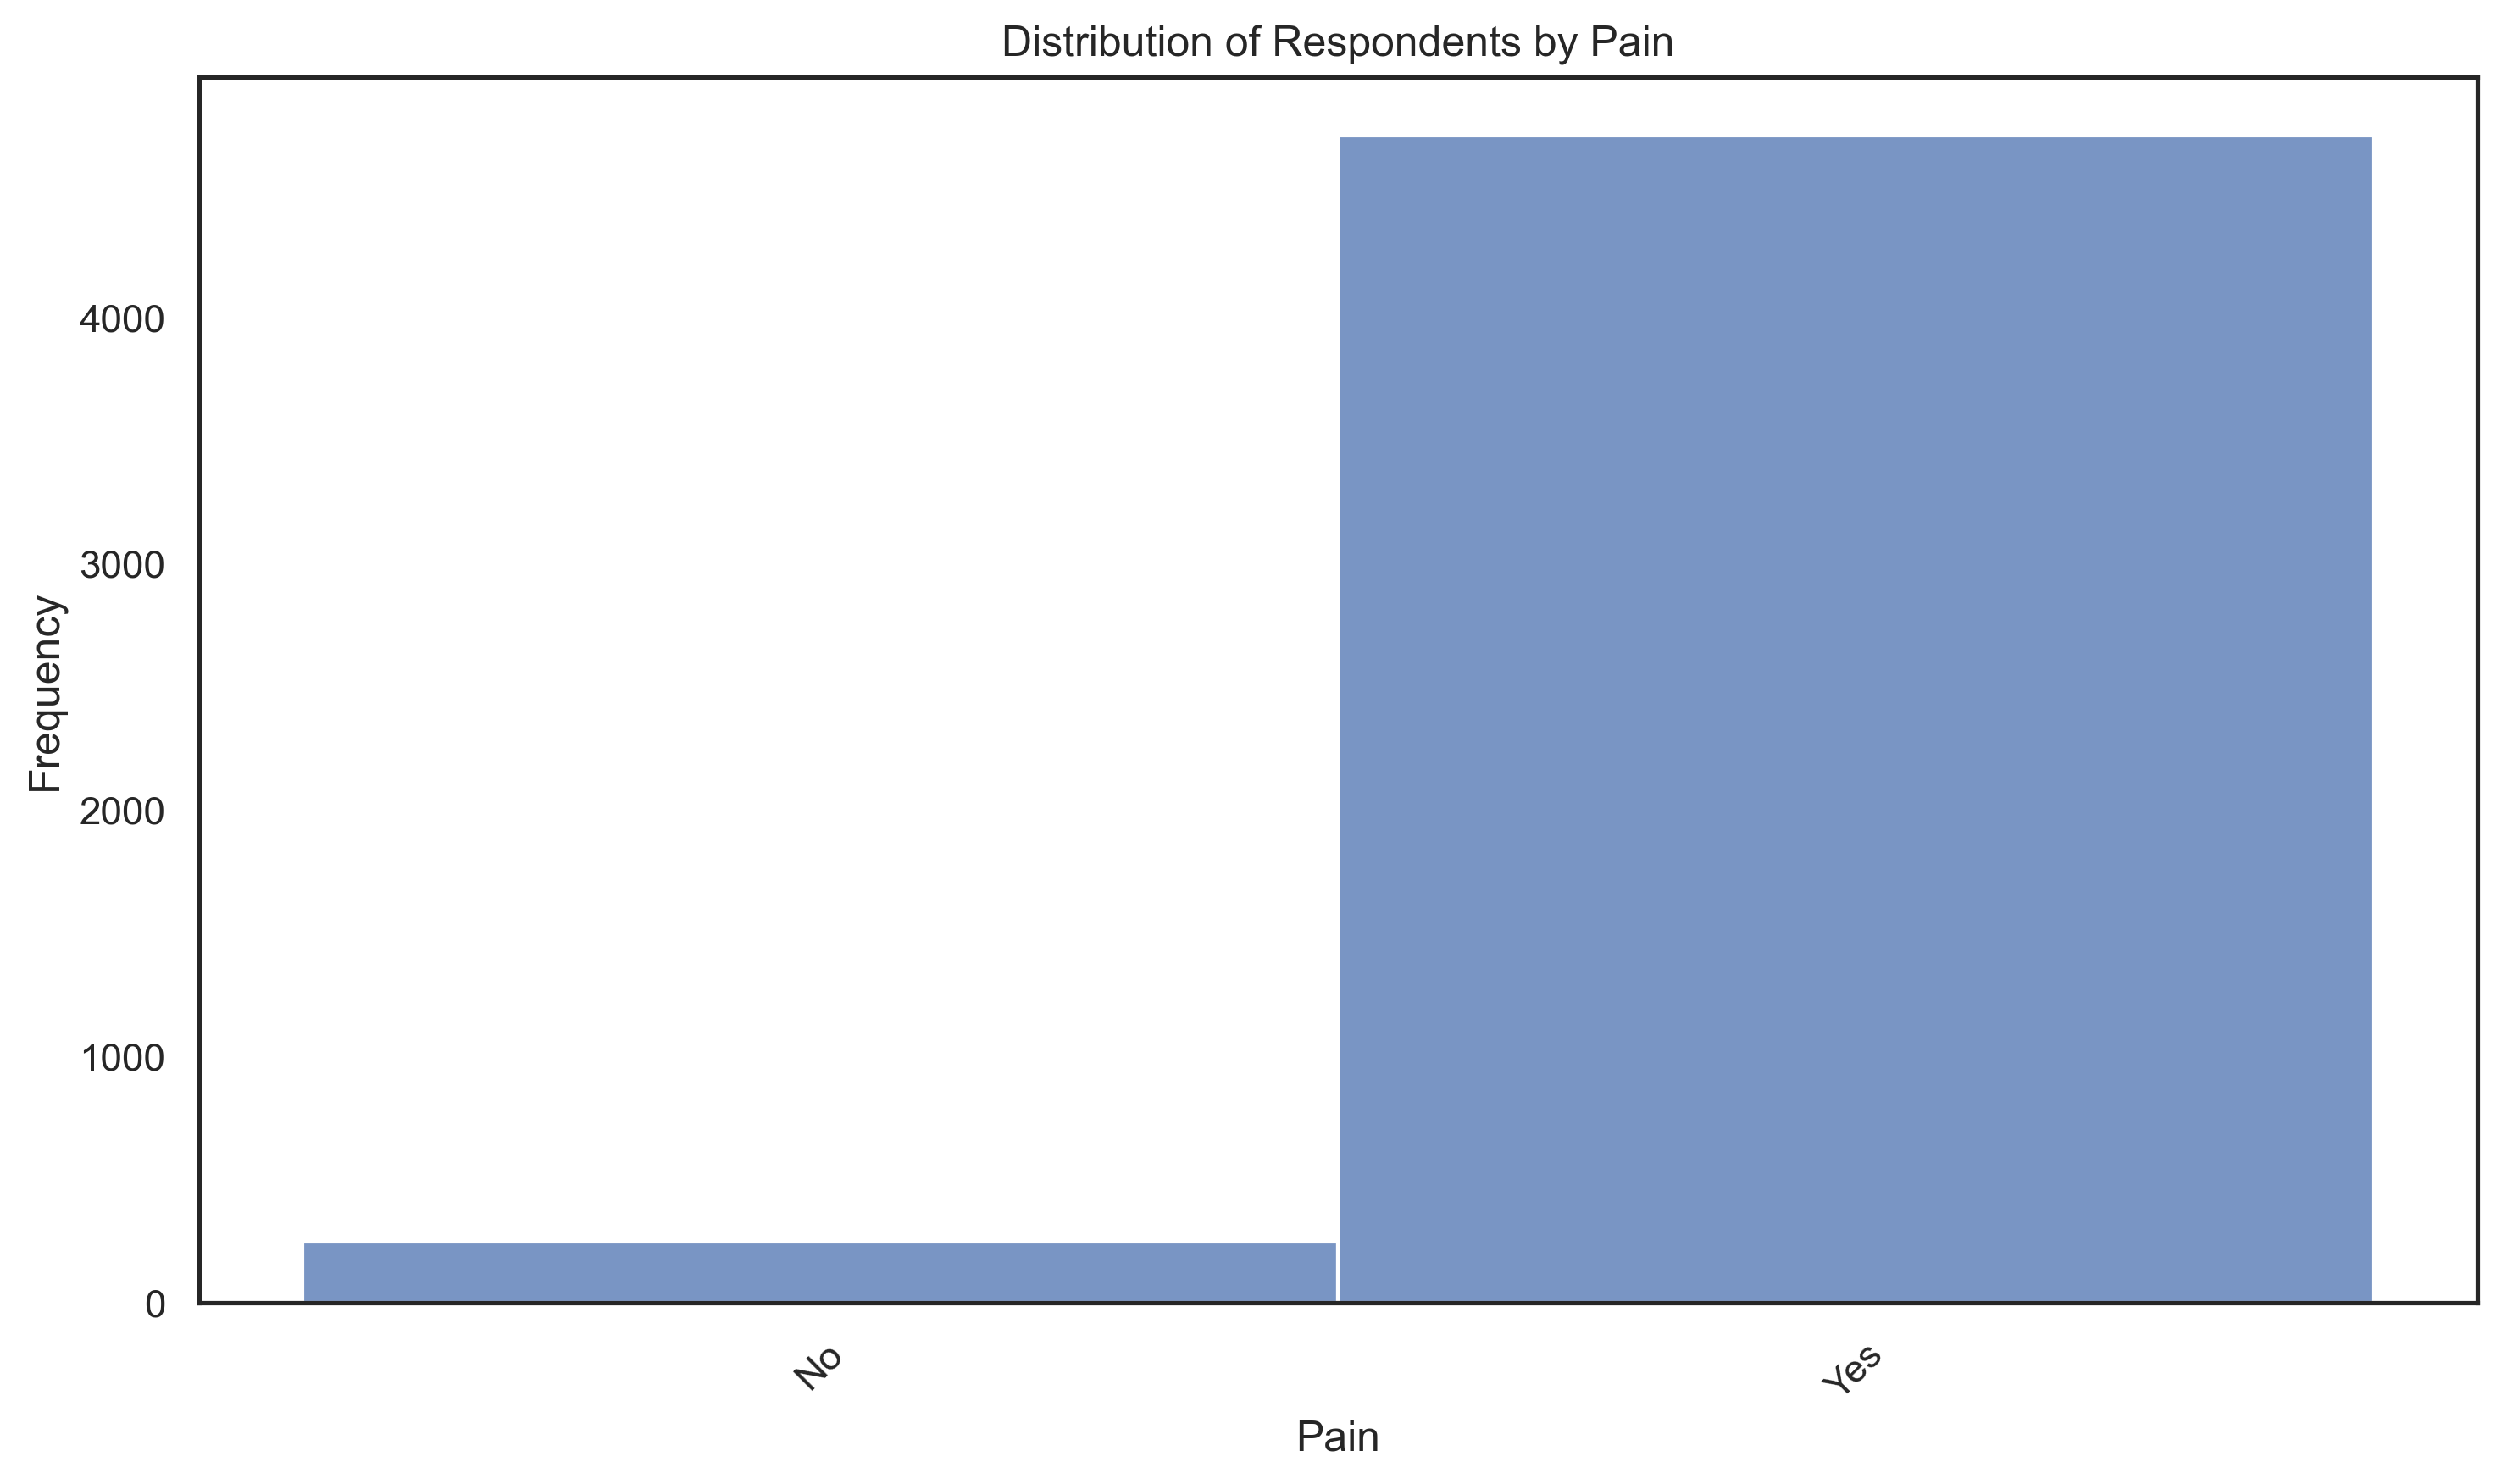 Distribution of Respondents by Pain
Frequency
4000
3000
2000
1000
0
No
Yes
Pain